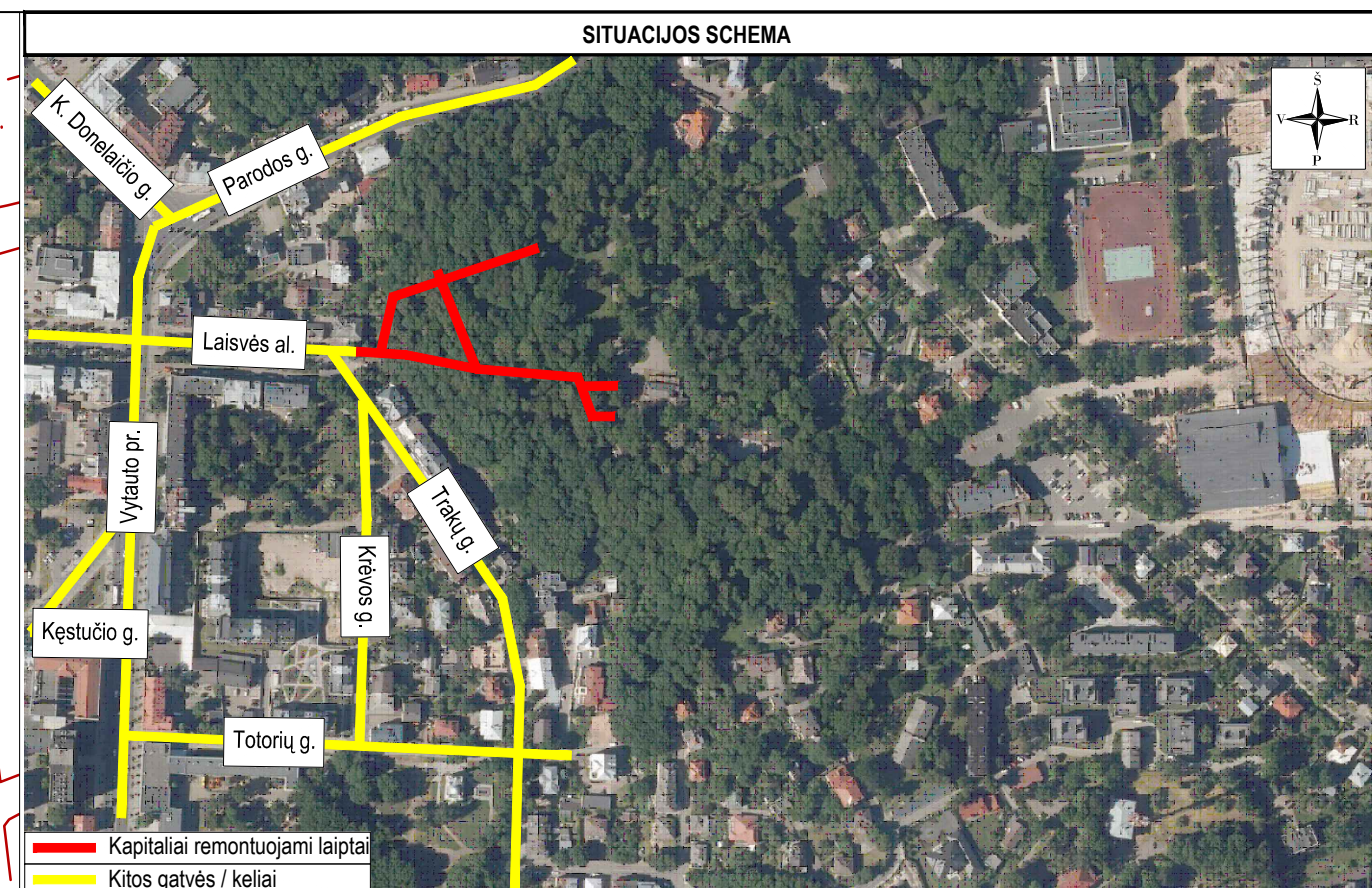 SITUACIJOS SCHEMA
Š
V
R
P
K. Donelaičio g.
Parodos g.
Laisvės al.
Vytauto pr.
Trakų g.
Krėvos g.
Kęstučio g.
Totorių g.
Kapitaliai remontuojami laiptai
Kitos gatvės / keliai